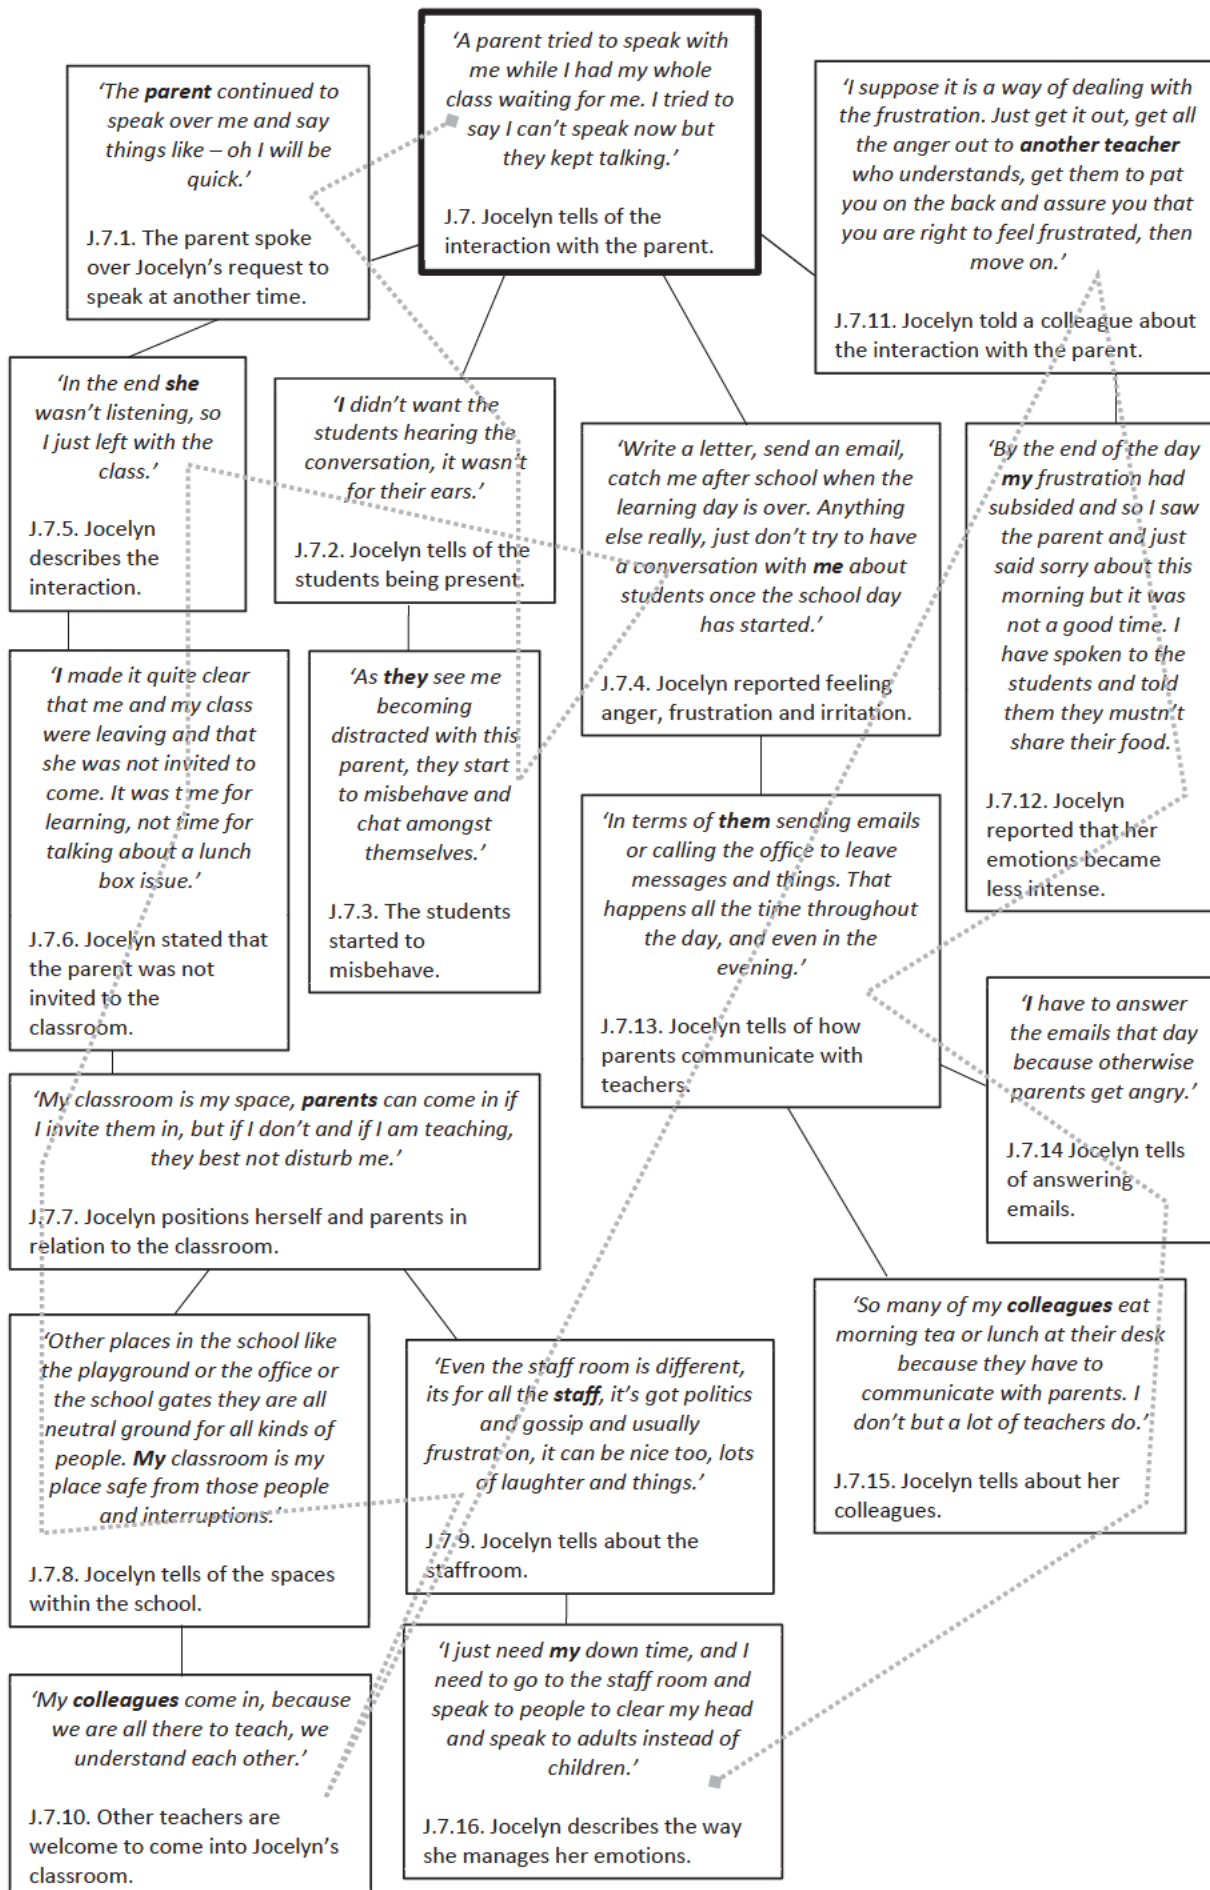 ‘A parent tried to speak with
me while I had my whole
class waiting for me. I tried to
say I can’t speak now but
they kept talking.’
J.7. Jocelyn tells of the
interaction with the parent.
‘The parent continued to
speak over me and say
things like – oh I will be
quick.’
J.7.1. The parent spoke
over Jocelyn’s request to
speak at another time.
‘I suppose it is a way of dealing with
the frustration. Just get it out, get all
the anger out to another teacher
who understands, get them to pat
you on the back and assure you that
you are right to feel frustrated, then
move on.’
J.7.11. Jocelyn told a colleague about
the interaction with the parent.
‘In the end she
wasn’t listening, so
I just left with the
class.’
J.7.5. Jocelyn
describes the
interaction.
‘I didn’t want the
students hearing the
conversation, it wasn’t
for their ears.’
J.7.2. Jocelyn tells of the
students being present.
‘Write a letter, send an email,
catch me after school when the
learning day is over. Anything
else really, just don’t try to have
a conversation with me about
students once the school day
has started.’
J.7.4. Jocelyn reported feeling
anger, frustration and irritation.
‘By the end of the day
my frustration had
subsided and so I saw
the parent and just
said sorry about this
morning but it was
not a good time. I
have spoken to the
students and told
them they mustn’t
share their food.
J.7.12. Jocelyn
reported that her
emotions became
less intense.
‘I made it quite clear
that me and my class
were leaving and that
she was not invited to
come. It was t me for
learning, not time for
talking about a lunch
box issue.’
J.7.6. Jocelyn stated that
the parent was not
invited to the
classroom.
‘As they see me
becoming
distracted with this
parent, they start
to misbehave and
chat amongst
themselves.’
J.7.3. The students
started to
misbehave.
‘In terms of them sending emails
or calling the office to leave
messages and things. That
happens all the time throughout
the day, and even in the
evening.’
J.7.13. Jocelyn tells of how
parents communicate with
teachers.
‘I have to answer
the emails that day
because otherwise
parents get angry.’
J.7.14 Jocelyn tells
of answering
emails.
‘My classroom is my space, parents can come in if
I invite them in, but if I don’t and if I am teaching,
they best not disturb me.’
J.7.7. Jocelyn positions herself and parents in
relation to the classroom.
‘Other places in the school like
the playground or the office or
the school gates they are all
neutral ground for all kinds of
people. My classroom is my
place safe from those people
and interruptions.’
J.7.8. Jocelyn tells of the spaces
within the school.
‘Even the staff room is different,
its for all the staff, it’s got politics
and gossip and usually
frustrat on, it can be nice too, lots
of laughter and things.’
J.7.9. Jocelyn tells about the
staffroom.
‘So many of my colleagues eat
morning tea or lunch at their desk
because they have to
communicate with parents. I
don’t but a lot of teachers do.’
J.7.15. Jocelyn tells about her
colleagues.
‘My colleagues come in, because
we are all there to teach, we
understand each other.’
J.7.10. Other teachers are
welcome to come into Jocelyn’s
classroom.
‘I just need my down time, and I
need to go to the staff room and
speak to people to clear my head
and speak to adults instead of
children.’
J.7.16. Jocelyn describes the way
she manages her emotions.